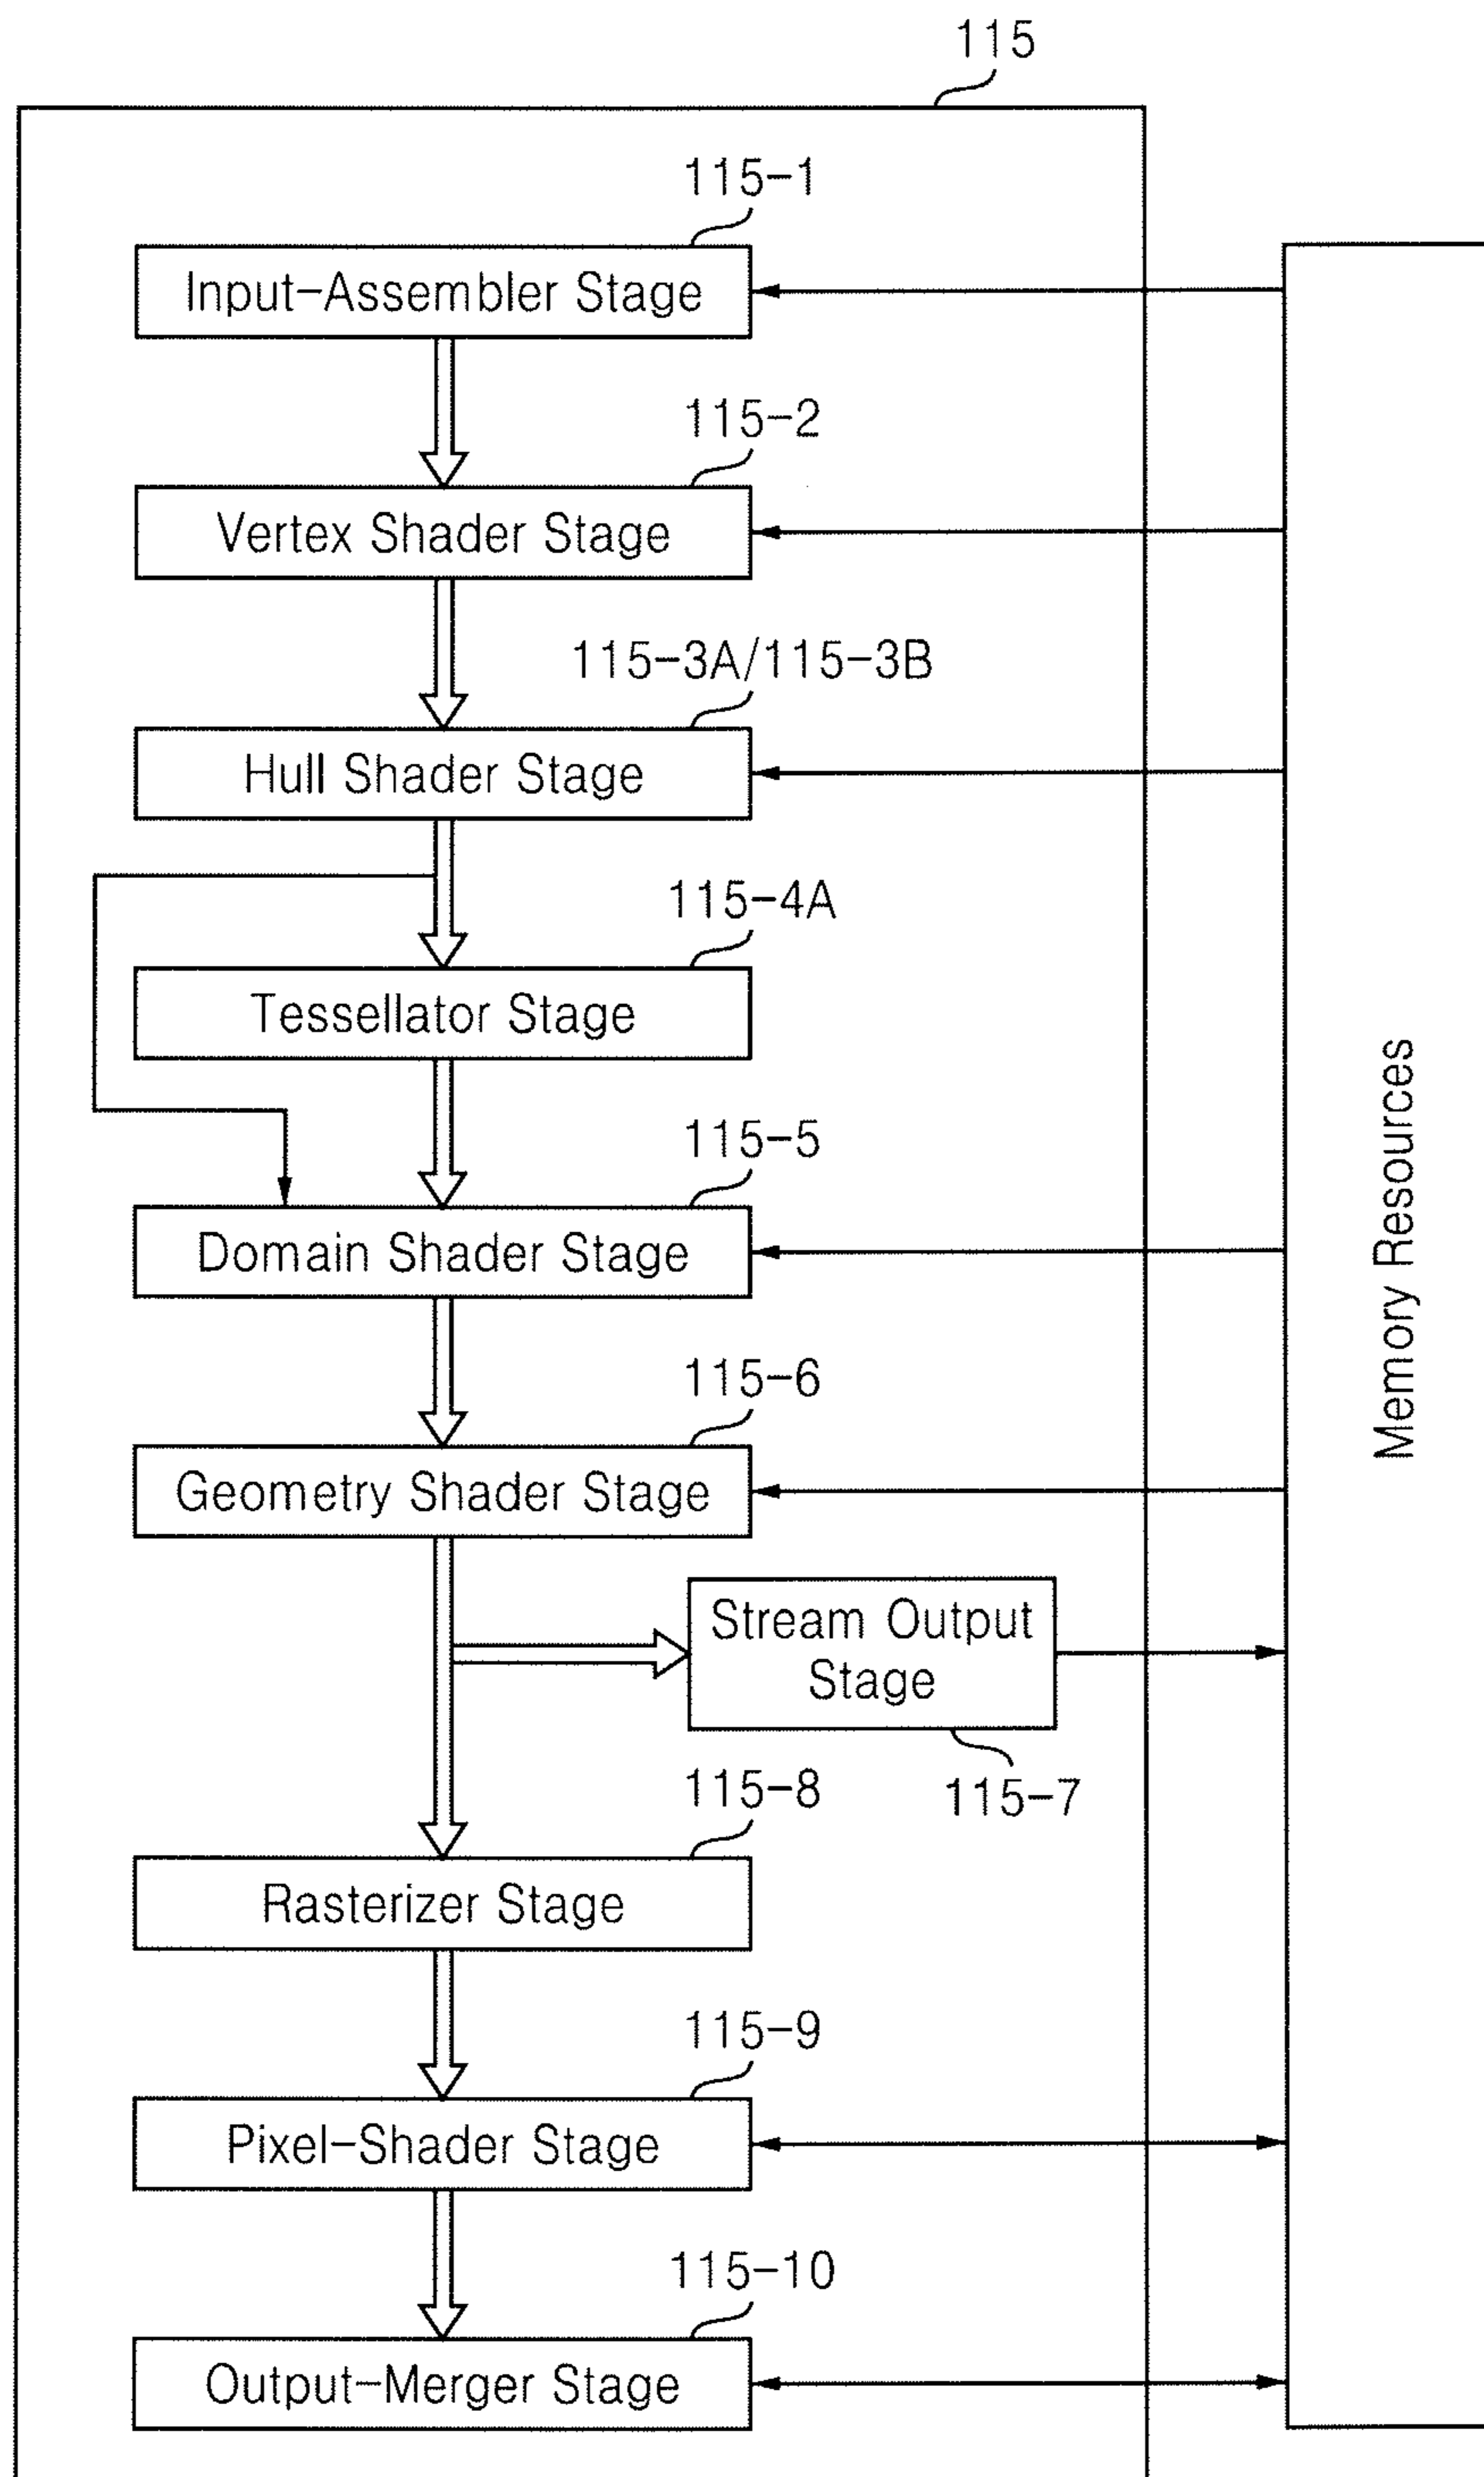 115
115-1
Input-Assembler Stage
115-2
Vertex Shader Stage
115-3A/115-3B
Hull Shader Stage
115-4A
Tessellator Stage
115-5
Domain Shader Stage
115-6
Geometry Shader Stage
Stream Output
Stage
115-7
115-8
Rasterizer Stage
115-9
Pixel-Shader Stage
115-10
Output-Merger Stage
Memory Resources